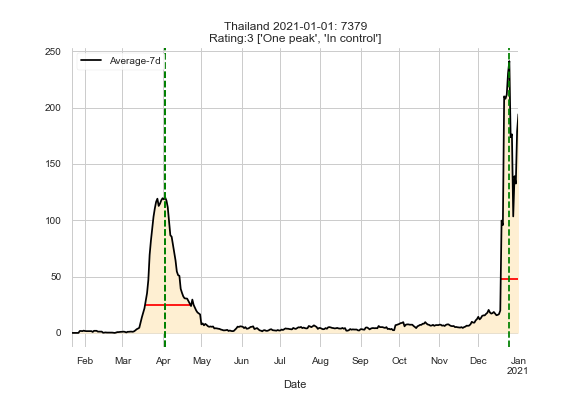 Thailand 2021-01-01: 7379
Rating:3 ['One peak', 'In control']
Average-7d
250
200
150
100
50
0
Feb Mar Apr May Jun Jul Aug Sep Oct Nov Dec Jan
2021
Date